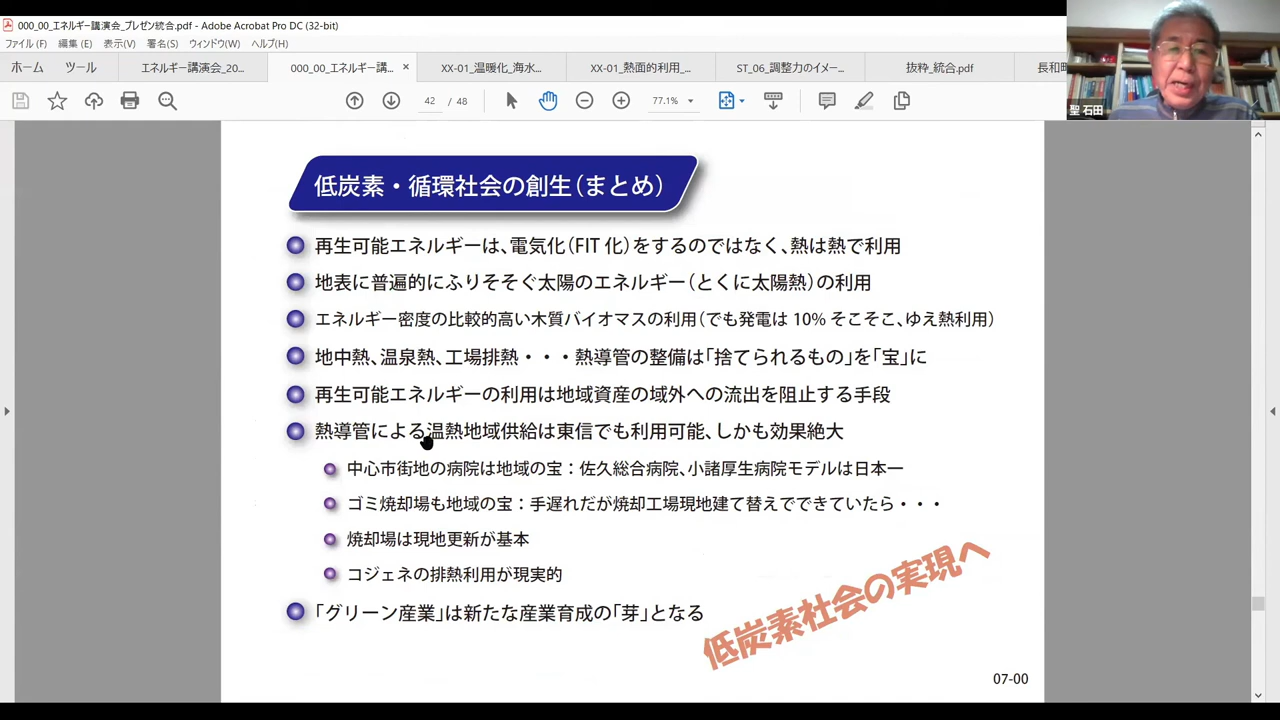 000_00_エネルギー講演会_プレゼン統合.pdf - Adobe Acrobat Pro DC (32-bit)
ファイル(F) 編集(E) 表示(V) 署名(S) ウィンドウ(W) ヘルプ(H)
ホーム ツール エネルギー講演会_20... 000_00_エネルギー講... × XX-01_温暖化_海水... XX-01_熱面的利用_... ST_06_調整力のイメー... 抜粋_統合.pdf 長和町
42 / 48 77.1%
聖 石田
低炭素・循環社会の創生(まとめ)
再生可能エネルギーは、電気化(FIT 化)をするのではなく、熱は熱で利用
地表に普遍的にふりそそぐ太陽のエネルギー(とくに太陽熱)の利用
エネルギー密度の比較的高い木質バイオマスの利用(でも発電は 10% そこそこ、ゆえ熱利用)
地中熱、温泉熱、工場排熱・・・熱導管の整備は「捨てられるもの」を「宝」に
再生可能エネルギーの利用は地域資産の域外への流出を阻止する手段
熱導管による温熱地域供給は東信でも利用可能、しかも効果絶大
中心市街地の病院は地域の宝:佐久総合病院、小諸厚生病院モデルは日本一
ゴミ焼却場も地域の宝:手遅れだが焼却工場現地建て替えでできていたら・・・
焼却場は現地更新が基本
コジェネの排熱利用が現実的
「グリーン産業」は新たな産業育成の「芽」となる
低炭素社会の実現へ
07-00